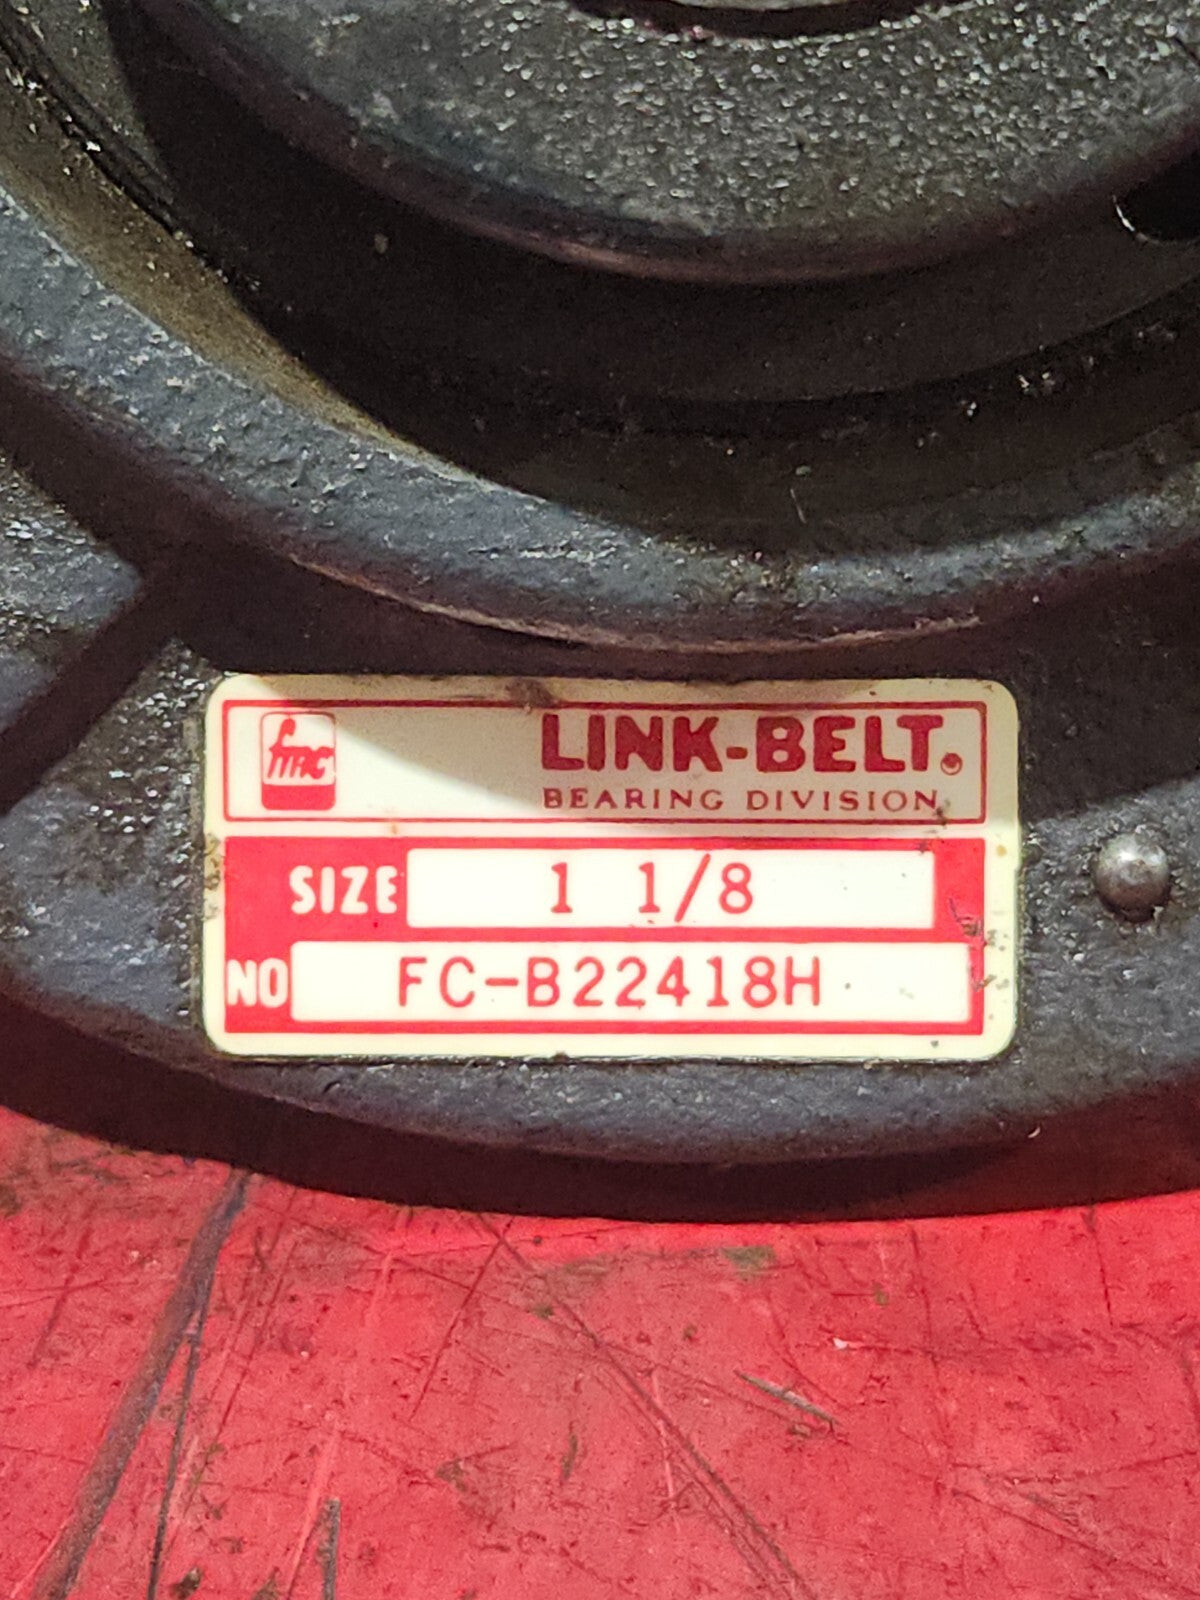 fmc
LINK-BELT.
BEARING DIVISION
SIZE 1 1/8
NO FC-B22418H